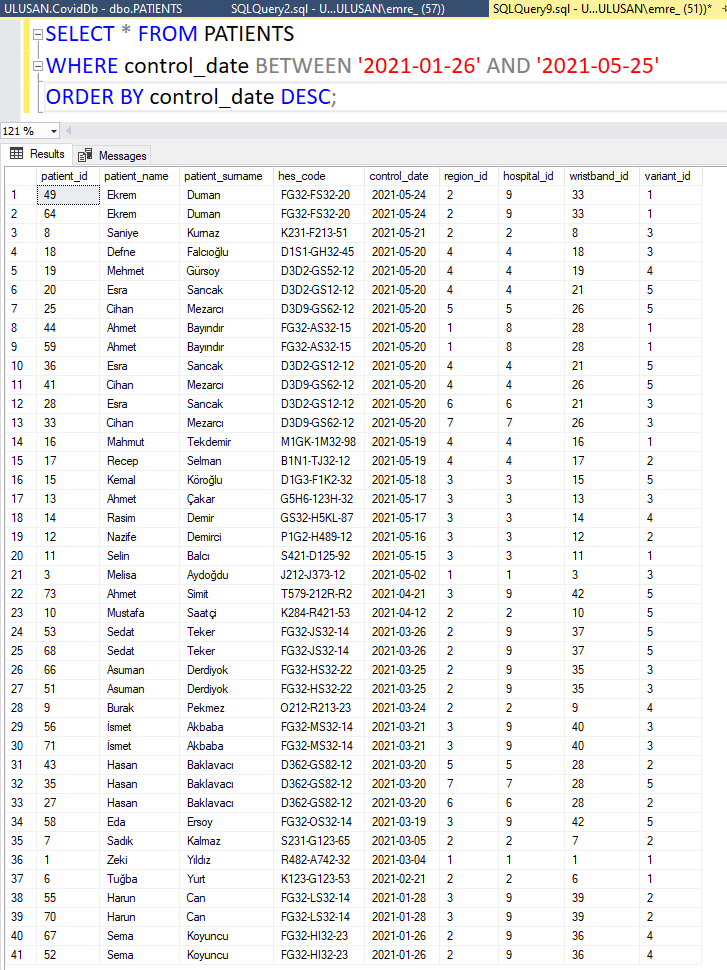 ULUSAN.CovidDb - dbo.PATIENTS SQLQuery2.sql - U...ULUSAN\emre_ (57)) SQLQuery9.sql - U...ULUSAN\emre_ (51))*
SELECT * FROM PATIENTS
WHERE control_date BETWEEN '2021-01-26' AND '2021-05-25'
ORDER BY control_date DESC;
121 %
Results Messages
patient_id patient_name patient_surname hes_code control_date region_id hospital_id wristband_id variant_id
1 49 Ekrem Duman FG32-FS32-20 2021-05-24 2 9 33 1
2 64 Ekrem Duman FG32-FS32-20 2021-05-24 2 9 33 1
3 8 Saniye Kurnaz K231-F213-51 2021-05-21 2 2 8 3
4 18 Defne Falcıoğlu D1S1-GH32-45 2021-05-20 4 4 18 3
5 19 Mehmet Gürsoy D3D2-GS52-12 2021-05-20 4 4 19 4
6 20 Esra Sancak D3D2-GS12-12 2021-05-20 4 4 21 5
7 25 Cihan Mezarcı D3D9-GS62-12 2021-05-20 5 5 26 5
8 44 Ahmet Bayındır FG32-AS32-15 2021-05-20 1 8 28 1
9 59 Ahmet Bayındır FG32-AS32-15 2021-05-20 1 8 28 1
10 36 Esra Sancak D3D2-GS12-12 2021-05-20 4 4 21 5
11 41 Cihan Mezarcı D3D9-GS62-12 2021-05-20 4 4 26 5
12 28 Esra Sancak D3D2-GS12-12 2021-05-20 6 6 21 3
13 33 Cihan Mezarcı D3D9-GS62-12 2021-05-20 7 7 26 3
14 16 Mahmut Tekdemir M1GK-1M32-98 2021-05-19 4 4 16 1
15 17 Recep Selman B1N1-TJ32-12 2021-05-19 4 4 17 2
16 15 Kemal Köroğlu D1G3-F1K2-32 2021-05-18 3 3 15 5
17 13 Ahmet Çakar G5H6-123H-32 2021-05-17 3 3 13 3
18 14 Rasim Demir GS32-H5KL-87 2021-05-17 3 3 14 4
19 12 Nazife Demirci P1G2-H489-12 2021-05-16 3 3 12 2
20 11 Selin Balcı S421-D125-92 2021-05-15 3 3 11 1
21 3 Melisa Aydoğdu J212-J373-12 2021-05-02 1 1 3 3
22 73 Ahmet Simit T579-212R-R2 2021-04-21 3 9 42 5
23 10 Mustafa Saatçi K284-R421-53 2021-04-12 2 2 10 5
24 53 Sedat Teker FG32-JS32-14 2021-03-26 2 9 37 5
25 68 Sedat Teker FG32-JS32-14 2021-03-26 2 9 37 5
26 66 Asuman Derdiyok FG32-HS32-22 2021-03-25 2 9 35 3
27 51 Asuman Derdiyok FG32-HS32-22 2021-03-25 2 9 35 3
28 9 Burak Pekmez O212-R213-23 2021-03-24 2 2 9 4
29 56 İsmet Akbaba FG32-MS32-14 2021-03-21 3 9 40 3
30 71 İsmet Akbaba FG32-MS32-14 2021-03-21 3 9 40 3
31 43 Hasan Baklavacı D362-GS82-12 2021-03-20 5 5 28 2
32 35 Hasan Baklavacı D362-GS82-12 2021-03-20 7 7 28 5
33 27 Hasan Baklavacı D362-GS82-12 2021-03-20 6 6 28 2
34 58 Eda Ersoy FG32-OS32-14 2021-03-19 3 9 42 5
35 7 Sadık Kalmaz S231-G123-65 2021-03-05 2 2 7 2
36 1 Zeki Yıldız R482-A742-32 2021-03-04 1 1 1 1
37 6 Tuğba Yurt K123-G123-53 2021-02-21 2 2 6 1
38 55 Harun Can FG32-LS32-14 2021-01-28 3 9 39 2
39 70 Harun Can FG32-LS32-14 2021-01-28 3 9 39 2
40 67 Sema Koyuncu FG32-HI32-23 2021-01-26 2 9 36 4
41 52 Sema Koyuncu FG32-HI32-23 2021-01-26 2 9 36 4